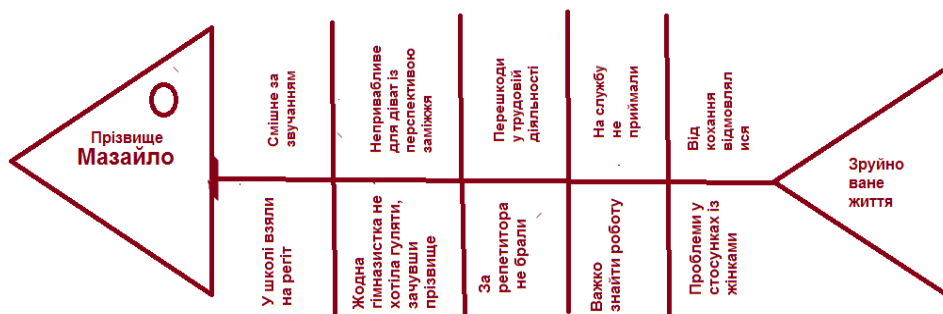 Прізвище
Мазайло
Смішне за
звучанням
Непривабливе
для діват із
перспективою
заміжжя
Перешкоди
у трудовій
діяльності
На службу
не
приймали
Від
кохання
відмовлял
ися
У школі взяли
на регіт
Жодна
гімназистка не
хотіла гуляти,
зачувши
прізвище
За
репетитора
не брали
Важко
знайти роботу
Проблеми у
стосунках із
жінками
Зруйно
ване
життя